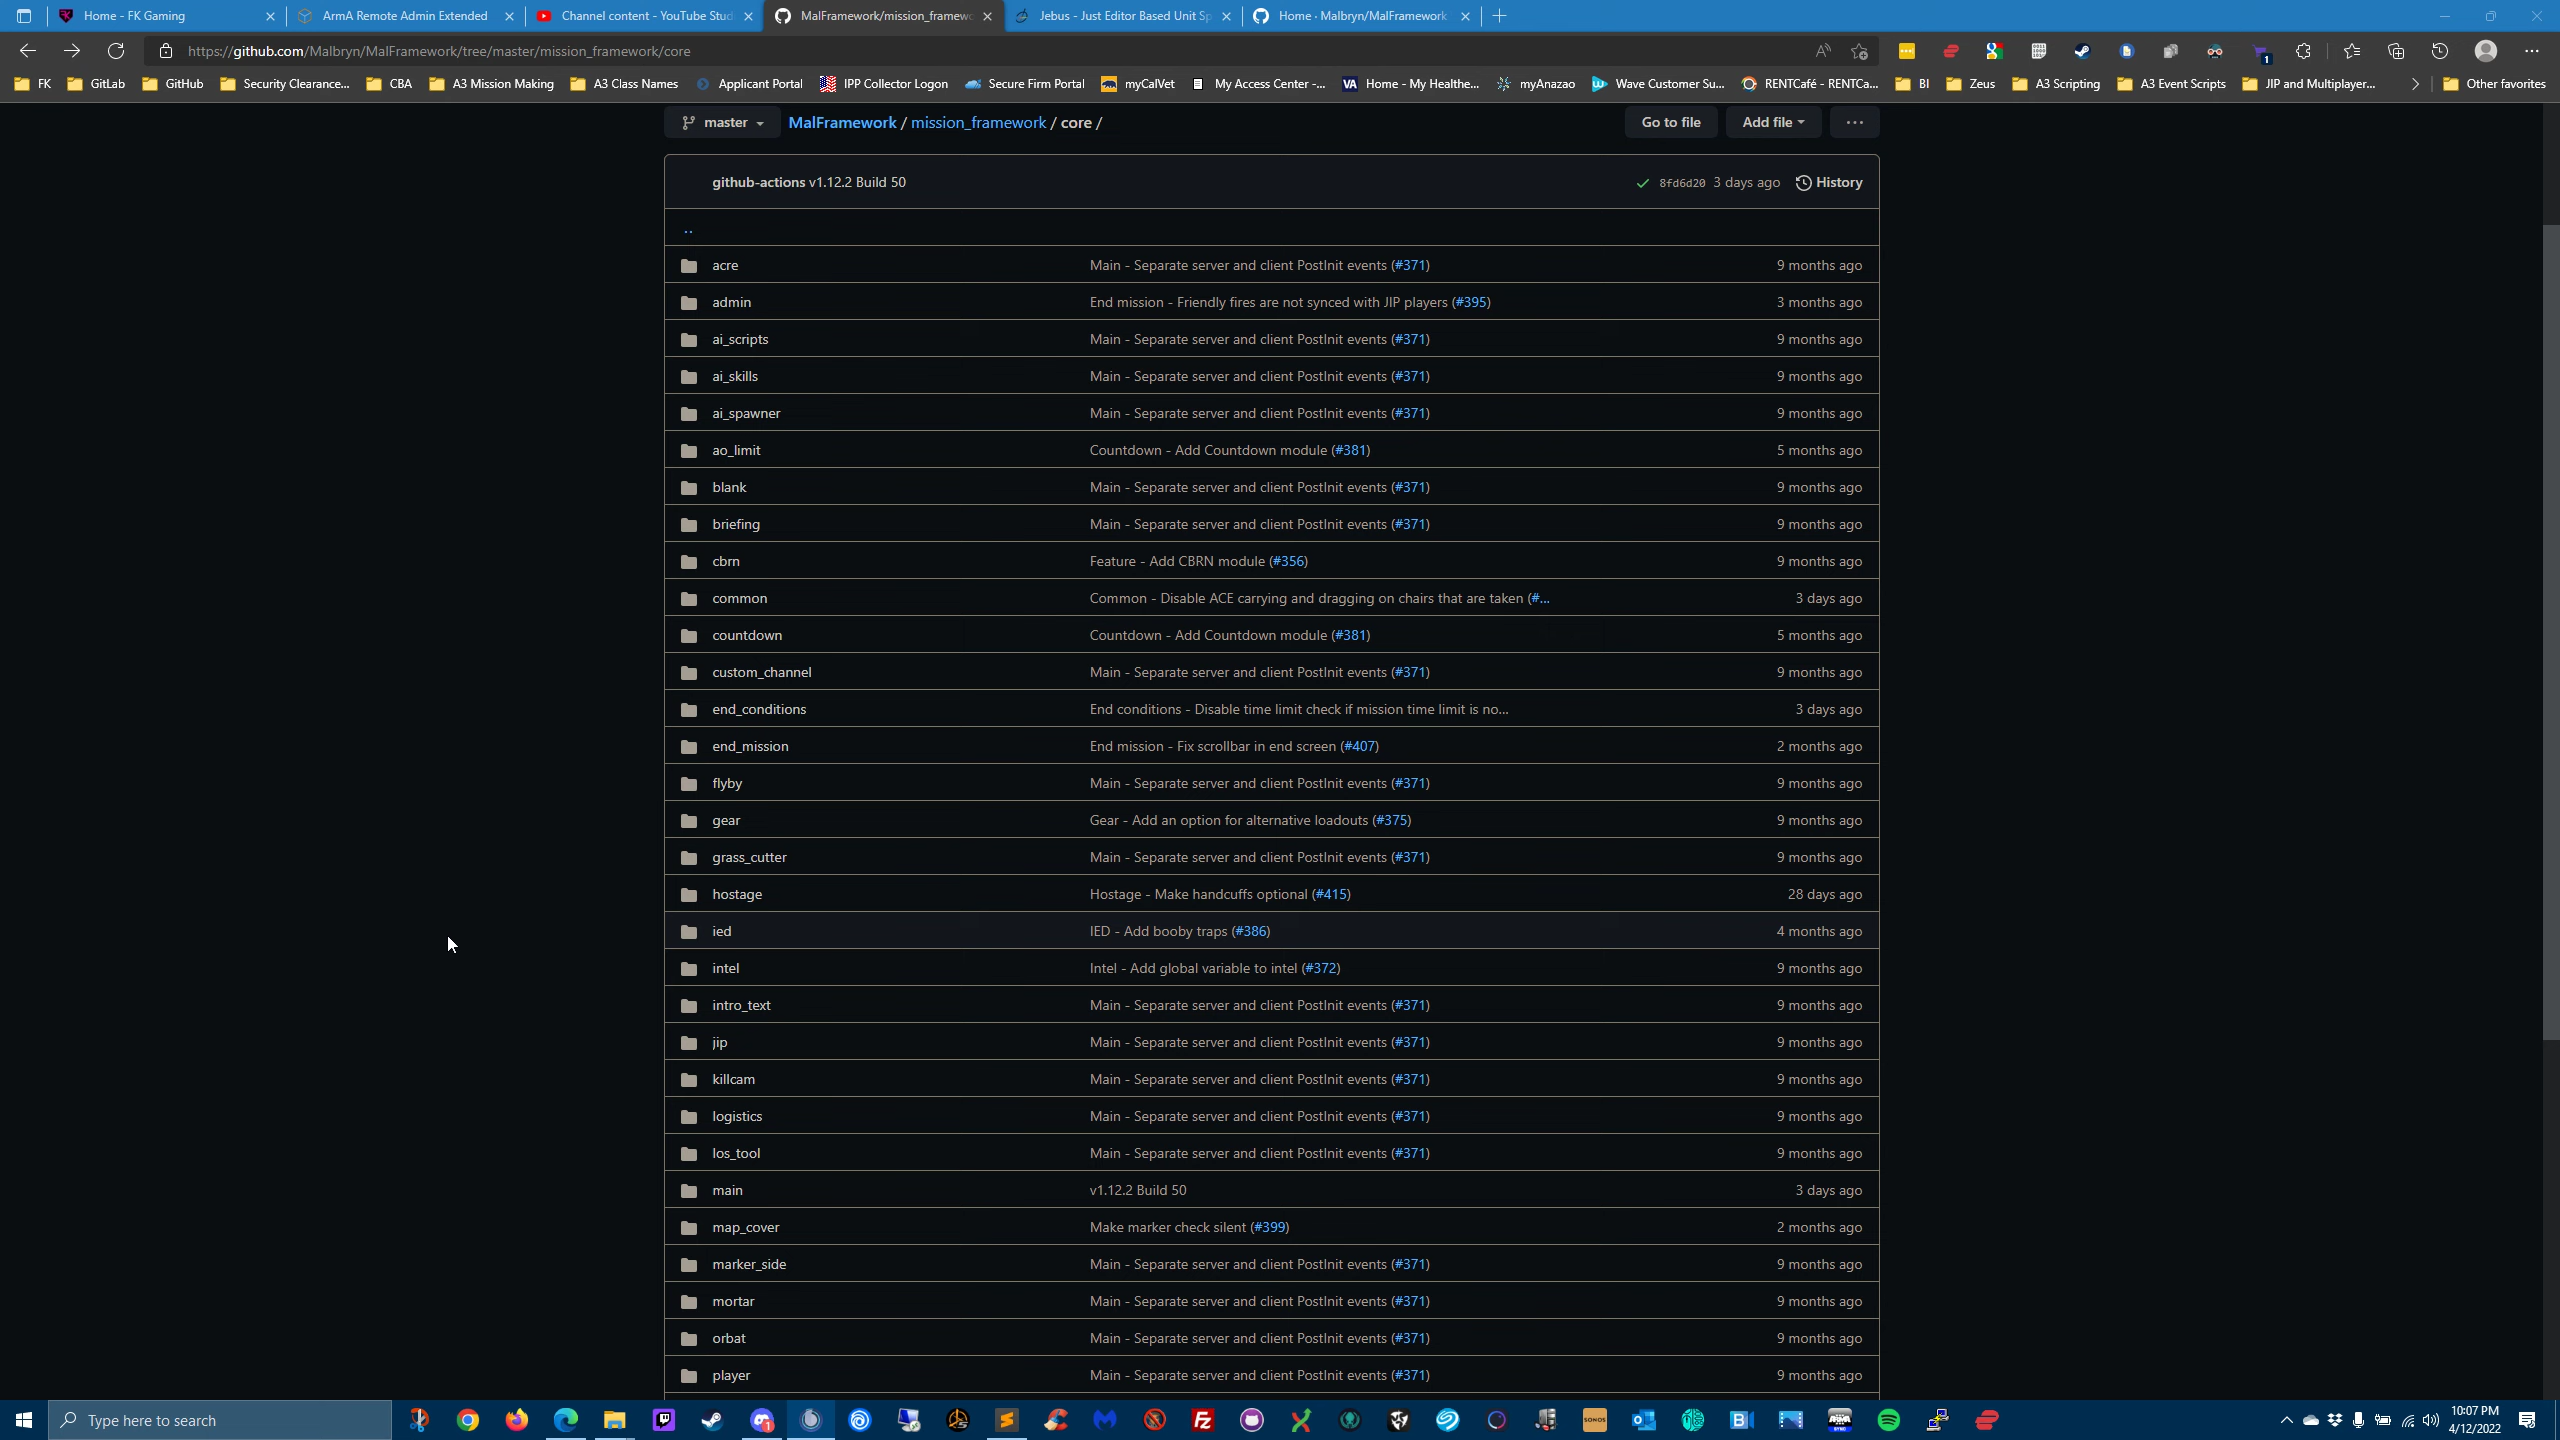 Home - FK Gaming
ArmA Remote Admin Extended
Channel content - YouTube Stud
MalFramework/mission_framewo
Jebus - Just Editor Based Unit Sp
Home · Malbryn/MalFramework
https://github.com/Malbryn/MalFramework/tree/master/mission_framework/core
FK
GitLab
GitHub
Security Clearance...
CBA
A3 Mission Making
A3 Class Names
Applicant Portal
IPP Collector Logon
Secure Firm Portal
myCalVet
My Access Center -...
VA
Home - My Healthe...
myAnazao
Wave Customer Su...
RENTCafé - RENTCa...
BI
Zeus
A3 Scripting
A3 Event Scripts
JIP and Multiplayer...
Other favorites
master
MalFramework / mission_framework / core /
Go to file
Add file
github-actions v1.12.2 Build 50
8fd6d20 3 days ago
History
..
acre Main - Separate server and client PostInit events (#371) 9 months ago
admin End mission - Friendly fires are not synced with JIP players (#395) 3 months ago
ai_scripts Main - Separate server and client PostInit events (#371) 9 months ago
ai_skills Main - Separate server and client PostInit events (#371) 9 months ago
ai_spawner Main - Separate server and client PostInit events (#371) 9 months ago
ao_limit Countdown - Add Countdown module (#381) 5 months ago
blank Main - Separate server and client PostInit events (#371) 9 months ago
briefing Main - Separate server and client PostInit events (#371) 9 months ago
cbrn Feature - Add CBRN module (#356) 9 months ago
common Common - Disable ACE carrying and dragging on chairs that are taken (#... 3 days ago
countdown Countdown - Add Countdown module (#381) 5 months ago
custom_channel Main - Separate server and client PostInit events (#371) 9 months ago
end_conditions End conditions - Disable time limit check if mission time limit is no... 3 days ago
end_mission End mission - Fix scrollbar in end screen (#407) 2 months ago
flyby Main - Separate server and client PostInit events (#371) 9 months ago
gear Gear - Add an option for alternative loadouts (#375) 9 months ago
grass_cutter Main - Separate server and client PostInit events (#371) 9 months ago
hostage Hostage - Make handcuffs optional (#415) 28 days ago
ied IED - Add booby traps (#386) 4 months ago
intel Intel - Add global variable to intel (#372) 9 months ago
intro_text Main - Separate server and client PostInit events (#371) 9 months ago
jip Main - Separate server and client PostInit events (#371) 9 months ago
killcam Main - Separate server and client PostInit events (#371) 9 months ago
logistics Main - Separate server and client PostInit events (#371) 9 months ago
los_tool Main - Separate server and client PostInit events (#371) 9 months ago
main v1.12.2 Build 50 3 days ago
map_cover Make marker check silent (#399) 2 months ago
marker_side Main - Separate server and client PostInit events (#371) 9 months ago
mortar Main - Separate server and client PostInit events (#371) 9 months ago
orbat Main - Separate server and client PostInit events (#371) 9 months ago
player Main - Separate server and client PostInit events (#371) 9 months ago
Type here to search
SONOS
10:07 PM
4/12/2022